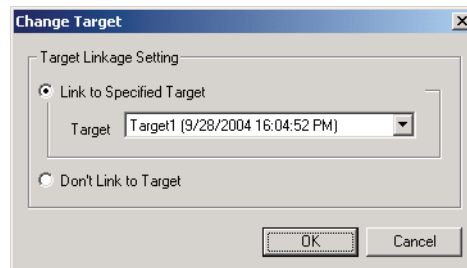 Change Target
Target Linkage Setting
Link to Specified Target
Target Target1 (9/28/2004 16:04:52 PM)
Don't Link to Target
OK Cancel